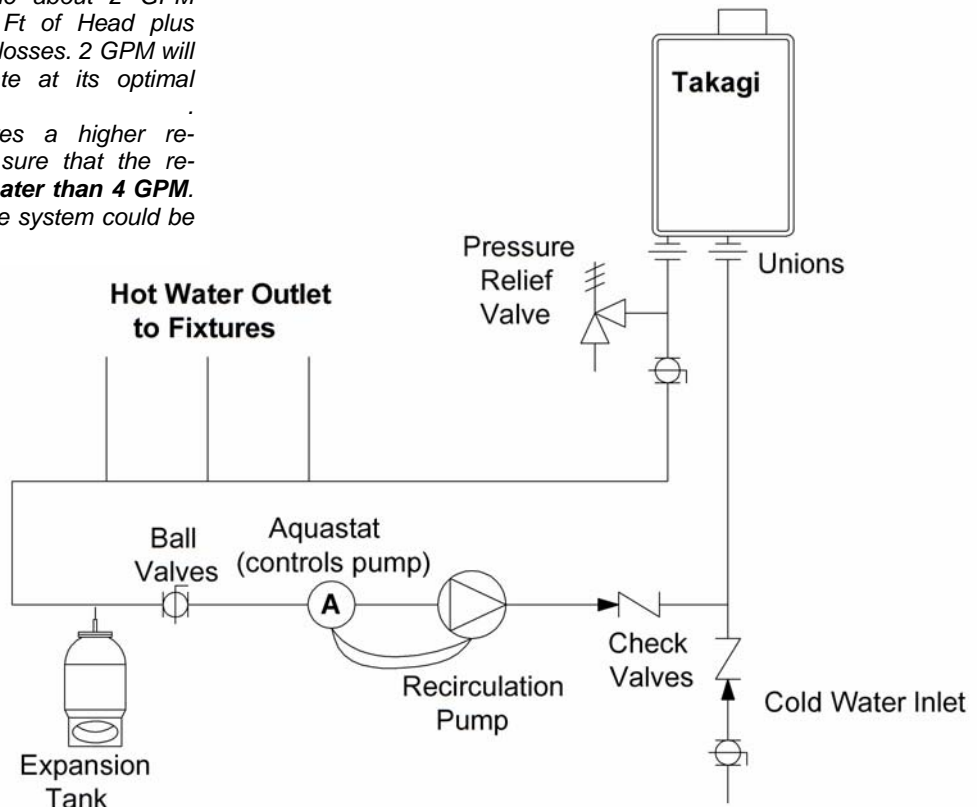 Ft of Head plus
losses. 2 GPM will
te at its optimal
.
es a higher re-
sure that the re-
eater than 4 GPM.
e system could be
Takagi
Pressure
Relief
Valve
Unions
Hot Water Outlet
to Fixtures
Ball
Valves
Aquastat
(controls pump)
A
Check
Valves
Recirculation
Pump
Cold Water Inlet
Expansion
Tank